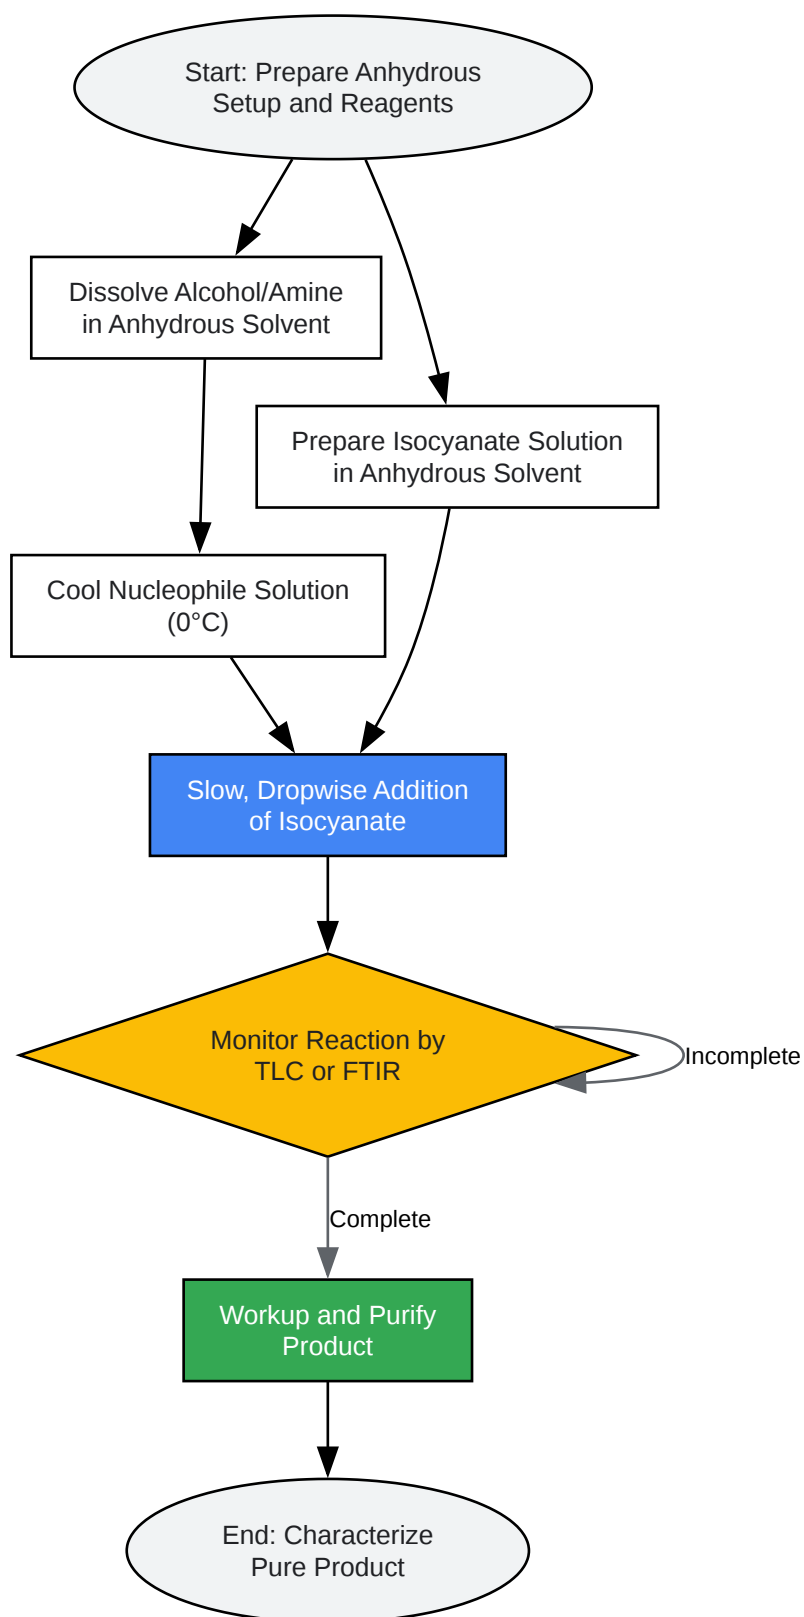 Start: Prepare Anhydrous
Setup and Reagents
Dissolve Alcohol/Amine
in Anhydrous Solvent
Prepare Isocyanate Solution
in Anhydrous Solvent
Cool Nucleophile Solution
(0°C)
Slow, Dropwise Addition
of Isocyanate
Monitor Reaction by
TLC or FTIR
Incomplete
Complete
Workup and Purify
Product
End: Characterize
Pure Product